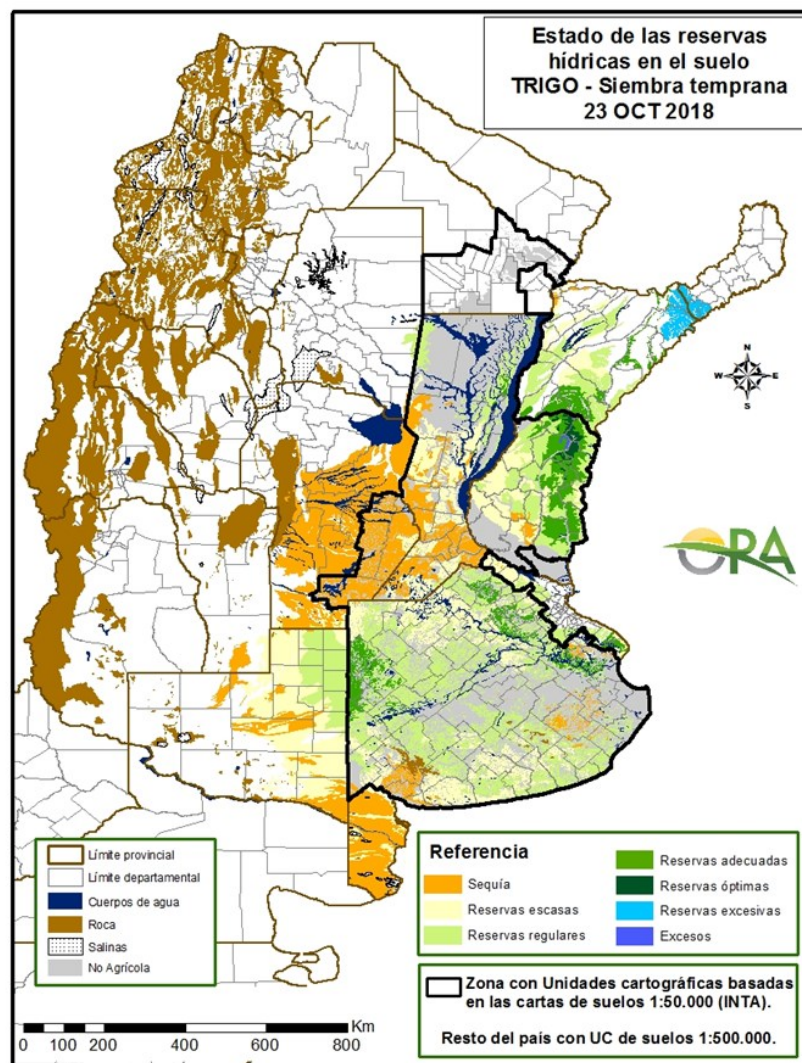 Estado de las reservas
hídricas en el suelo
TRIGO - Siembra temprana
23 OCT 2018
N
W
E
S
ORA
Límite provincial
Límite departamental
Cuerpos de agua
Roca
Salinas
No Agrícola
Referencia
Sequía
Reservas escasas
Reservas regulares
Reservas adecuadas
Reservas óptimas
Reservas excesivas
Excesos
Zona con Unidades cartográficas basadas
en las cartas de suelos 1:50.000 (INTA).
Resto del país con UC de suelos 1:500.000.
Km
0 100 200 400 600 800